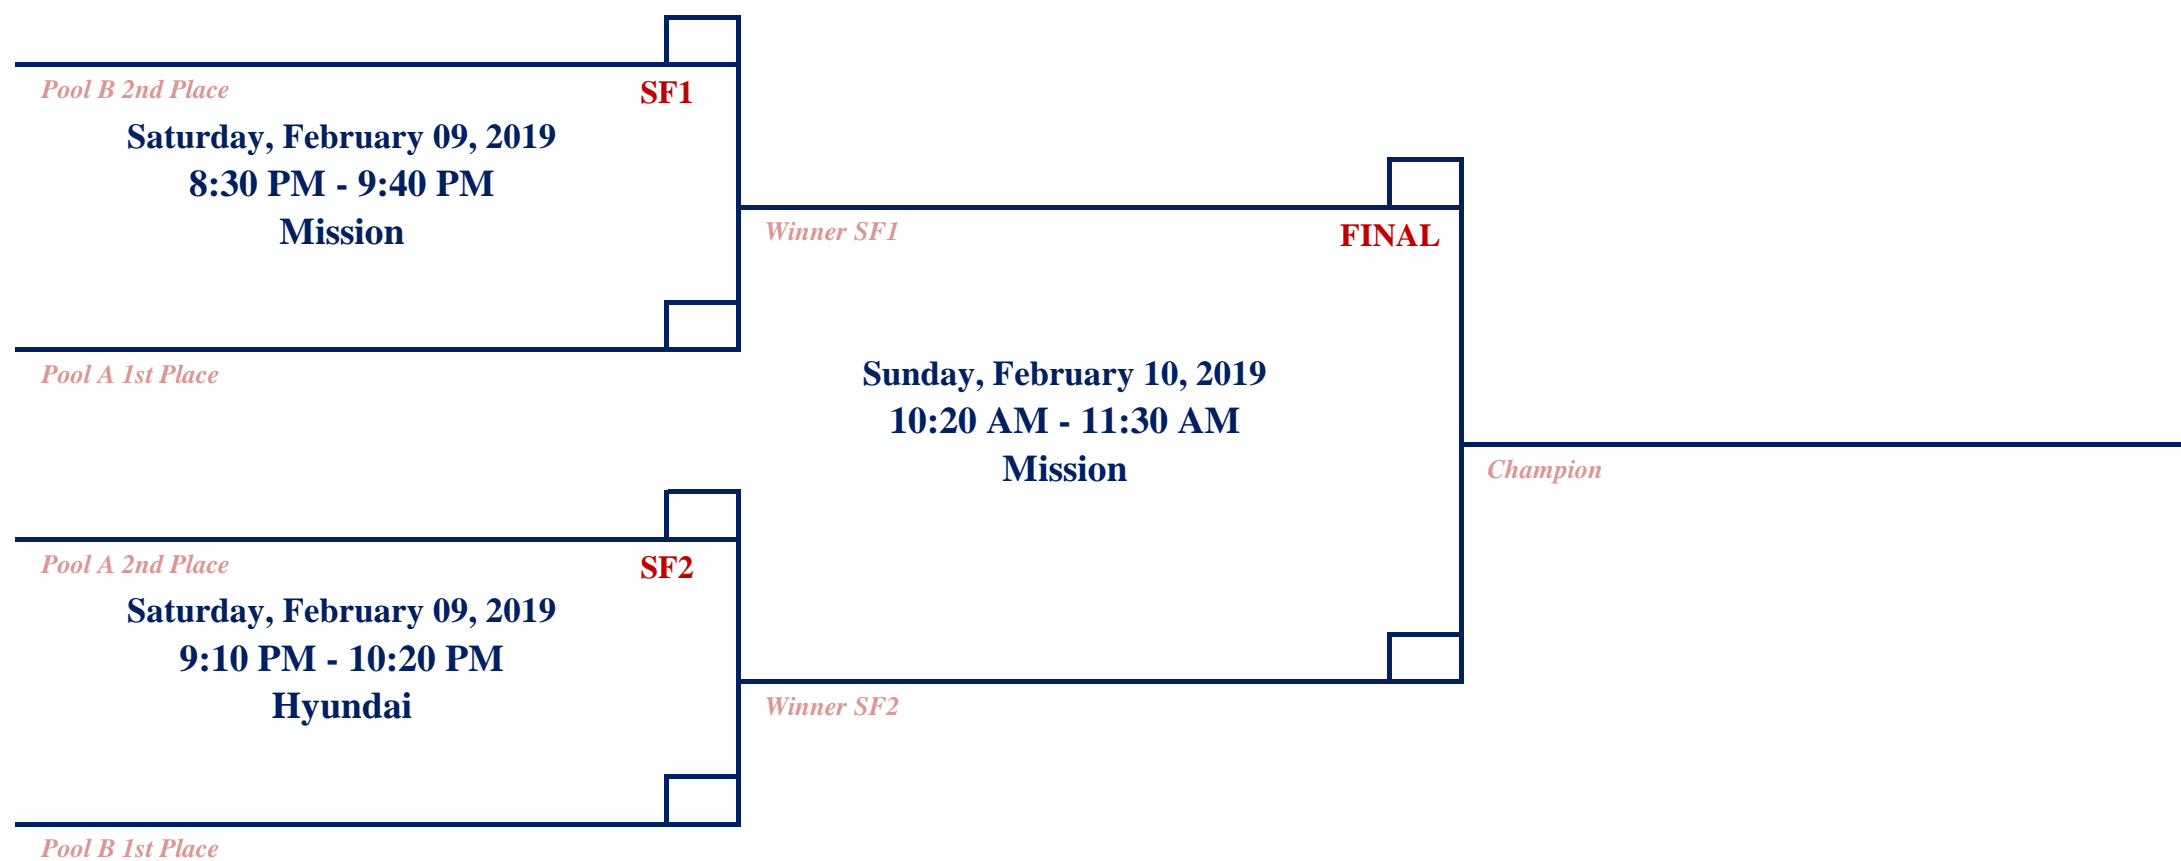 Pool B 2nd Place
SF1
Saturday, February 09, 2019
8:30 PM - 9:40 PM
Mission
Pool A 1st Place
Winner SF1
FINAL
Sunday, February 10, 2019
10:20 AM - 11:30 AM
Mission
Champion
Pool A 2nd Place
SF2
Saturday, February 09, 2019
9:10 PM - 10:20 PM
Hyundai
Winner SF2
Pool B 1st Place